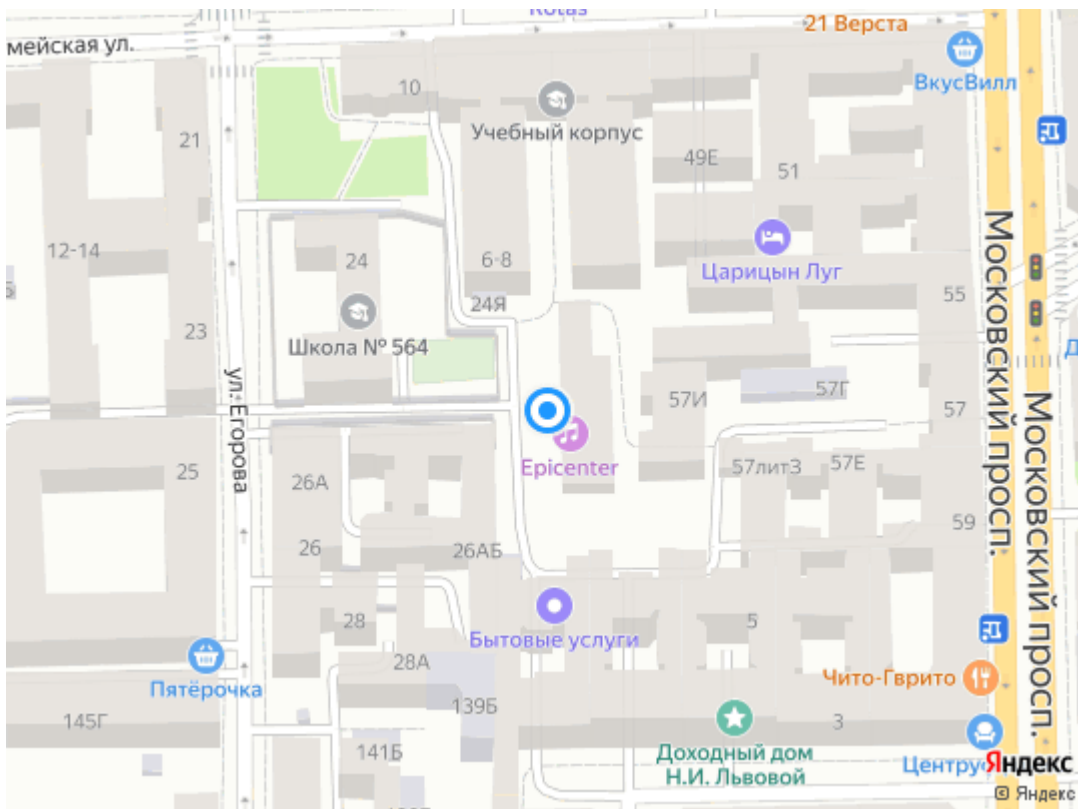 Rotas
21 Верста
мейская ул.
ВкусВилл
10
Учебный корпус
21
49Е
51
12-14
24
6-8
Царицын Луг
24Я
55
Школа № 564
23
57И
57Г
57
ул. Егорова
Московский просп.
Московский просп.
Epicenter
25
26А
57литЗ
57Е
59
26
26АБ
28
Бытовые услуги
5
28А
Пятёрочка
Чито-Гврито
139Б
145Г
3
141Б
Доходный дом
Н.И. Львовой
Центру
Яндекс
© Яндекс